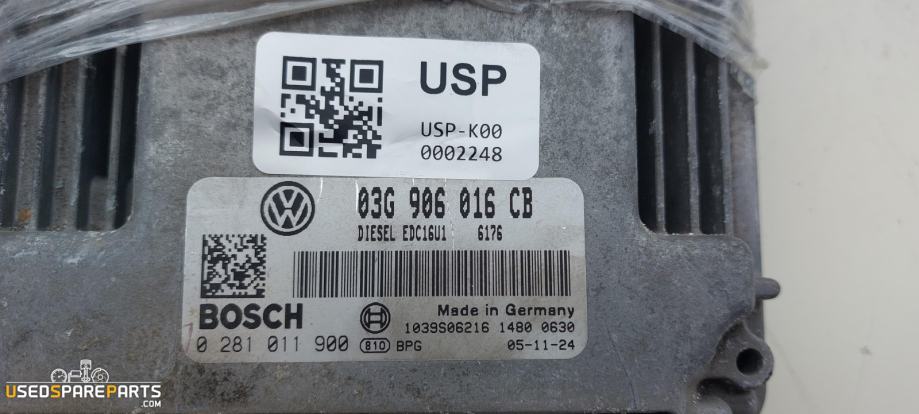 USP
USP-K00
0002248
03G 906 016 CB
DIESEL EDC16U1 6176
BOSCH
Made in Germany
1039S06216 1480 0630
0 281 011 900 810 BPG 05-11-24
USEDSPAREPARTS
.COM